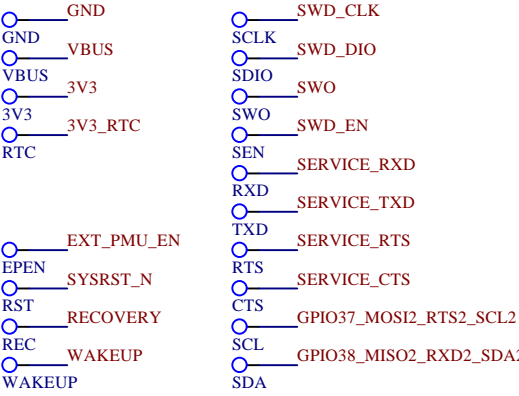 GND
GND
VBUS
VBUS
3V3
3V3
3V3_RTC
RTC
EXT_PMU_EN
EPEN
SYSRST_N
RST
RECOVERY
REC
WAKEUP
WAKEUP
SWD_CLK
SCLK
SWD_DIO
SDIO
SWO
SWO
SWD_EN
SEN
SERVICE_RXD
RXD
SERVICE_TXD
TXD
SERVICE_RTS
RTS
SERVICE_CTS
CTS
GPIO37_MOSI2_RTS2_SCL2
SCL
GPIO38_MISO2_RXD2_SDA2
SDA